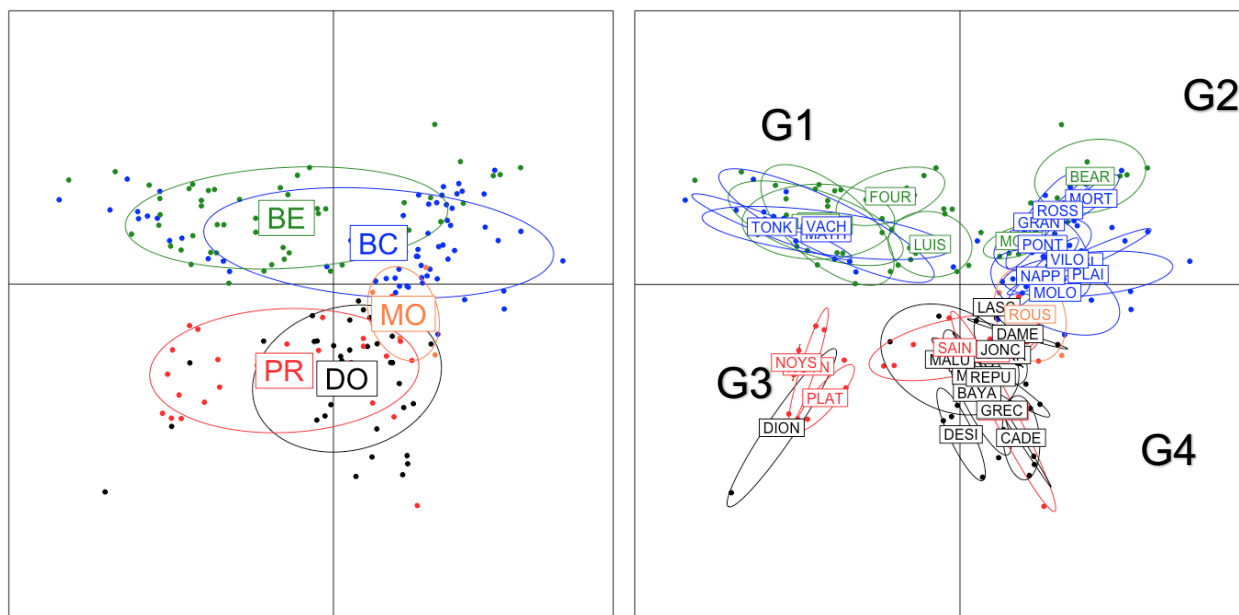 BE
BC
MO
PR
DO
G1
G2
G3
G4
FOUR
TONK
VACH
LUIS
BEAR
MORT
ROSS
GRAN
PONT
VILO
NAPP
PLAI
MOLO
LASC
ROUS
DAME
SAIN
JONC
REPU
BAYA
GREC
DESI
CADE
NOYS
PLAT
DION